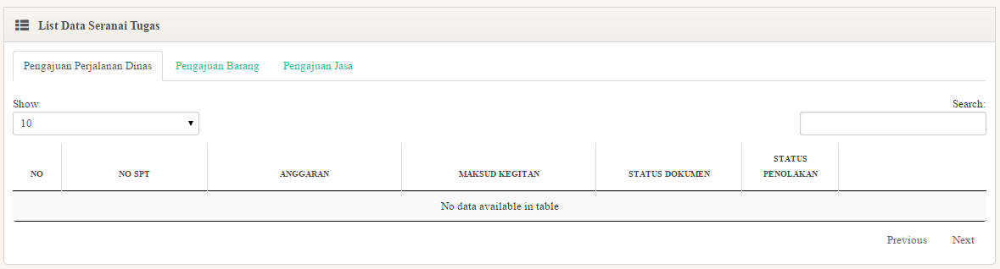 List Data Seranai Tugas
Pengajuan Perjalanan Dinas Pengajuan Barang Pengajuan Jasa
Show Search:
10
NO NO SPT ANGGARAN MAKSUD KEGITAN STATUS DOKUMEN STATUS PENOLAKAN
No data available in table
Previous Next